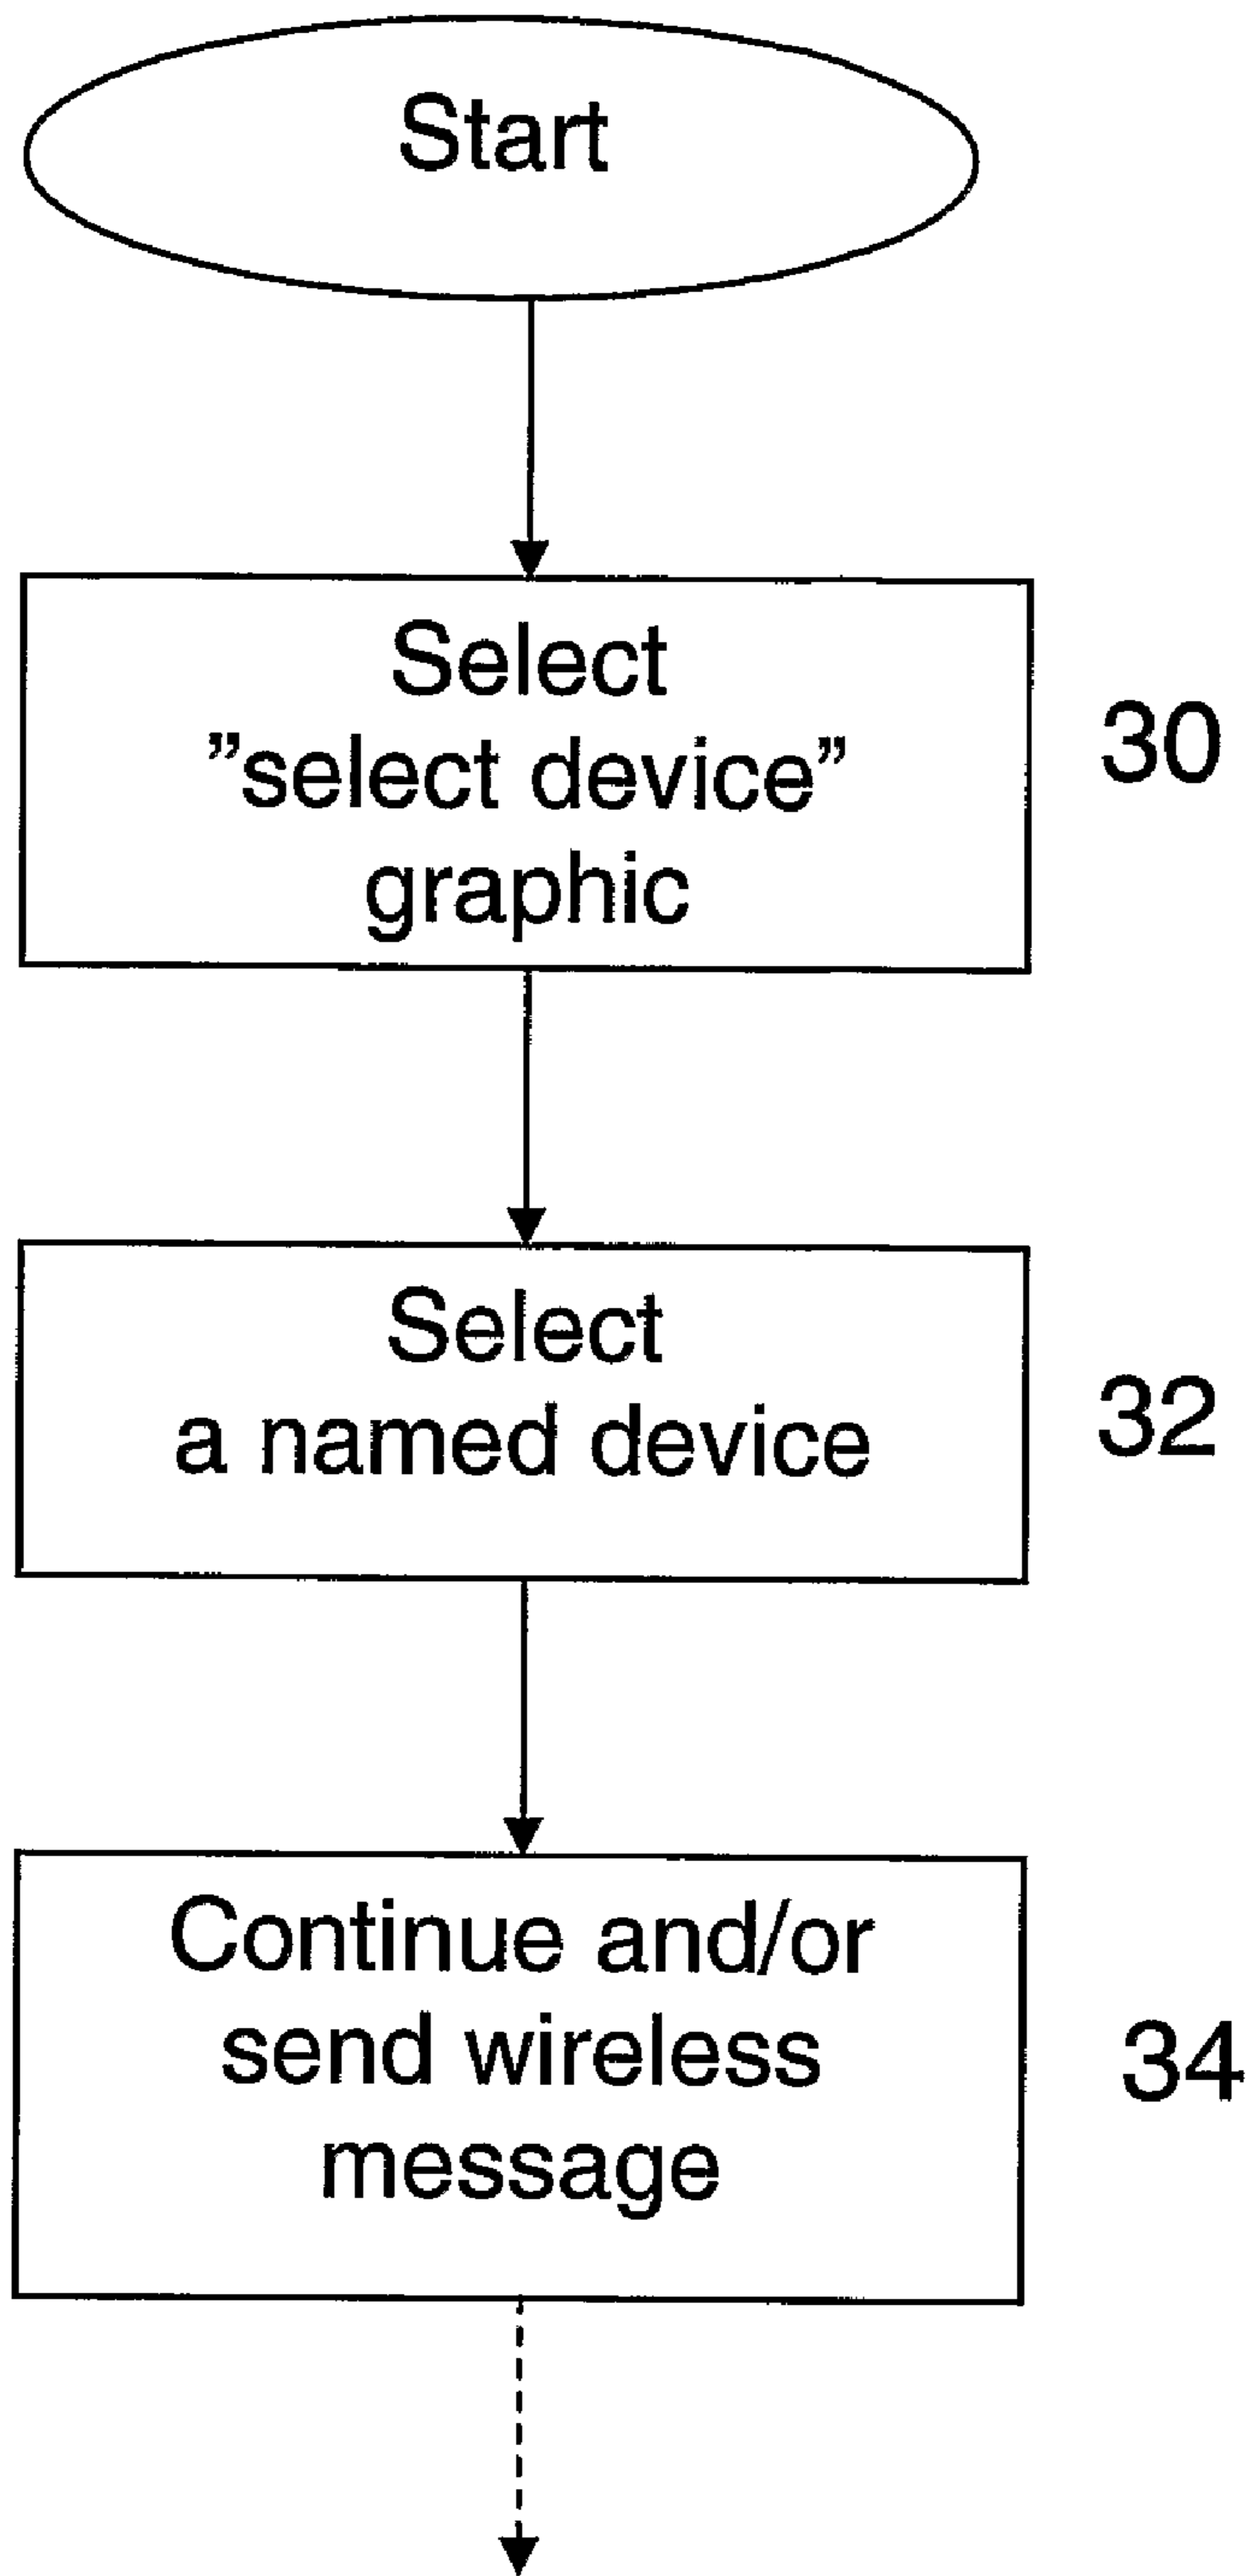 Start
Select
”select device”
graphic
30
Select
a named device
32
Continue and/or
send wireless
message
34